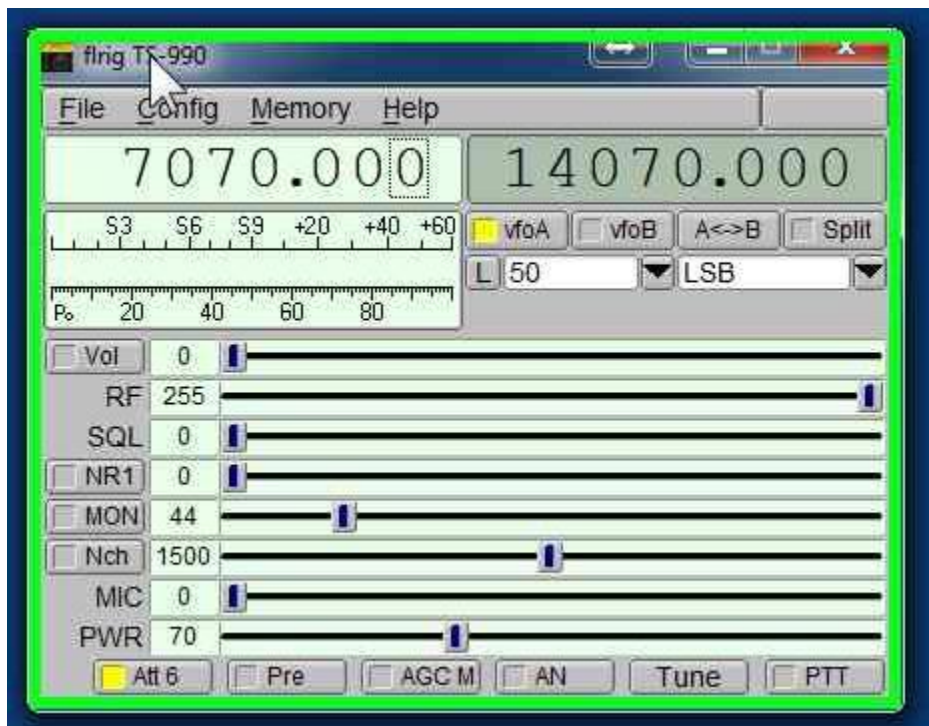 flrig TS-990
File Config Memory Help
7070.000 14070.000
S3 S6 S9 +20 +40 +60
vfoA vfoB A<->B Split
L 50 LSB
Po 20 40 60 80
Vol 0
RF 255
SQL 0
NR1 0
MON 44
Nch 1500
MIC 0
PWR 70
Att 6 Pre AGC M AN Tune PTT